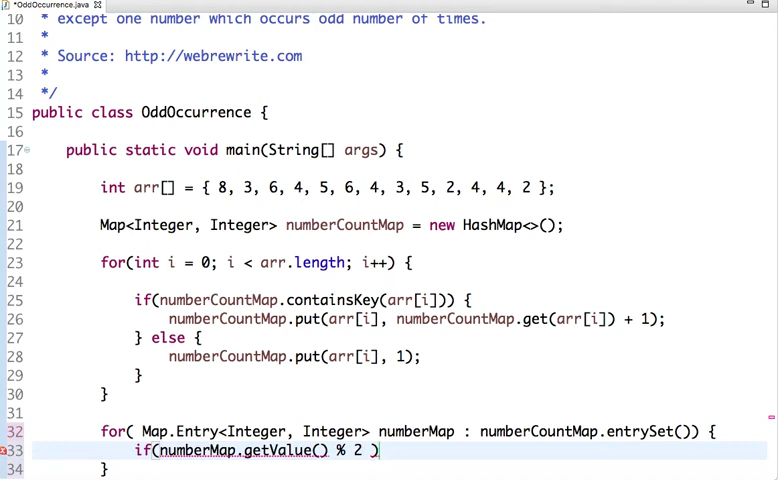 *OddOccurrence.java
10 * except one number which occurs odd number of times.
11 *
12 * Source: http://webrewrite.com
13 *
14 */
15 public class OddOccurrence {
16
17 public static void main(String[] args) {
18
19 int arr[] = { 8, 3, 6, 4, 5, 6, 4, 3, 5, 2, 4, 4, 2 };
20
21 Map<Integer, Integer> numberCountMap = new HashMap<>();
22
23 for(int i = 0; i < arr.length; i++) {
24
25 if(numberCountMap.containsKey(arr[i])) {
26 numberCountMap.put(arr[i], numberCountMap.get(arr[i]) + 1);
27 } else {
28 numberCountMap.put(arr[i], 1);
29 }
30 }
31
32 for( Map.Entry<Integer, Integer> numberMap : numberCountMap.entrySet()) {
33 if(numberMap.getValue() % 2 )
34 }